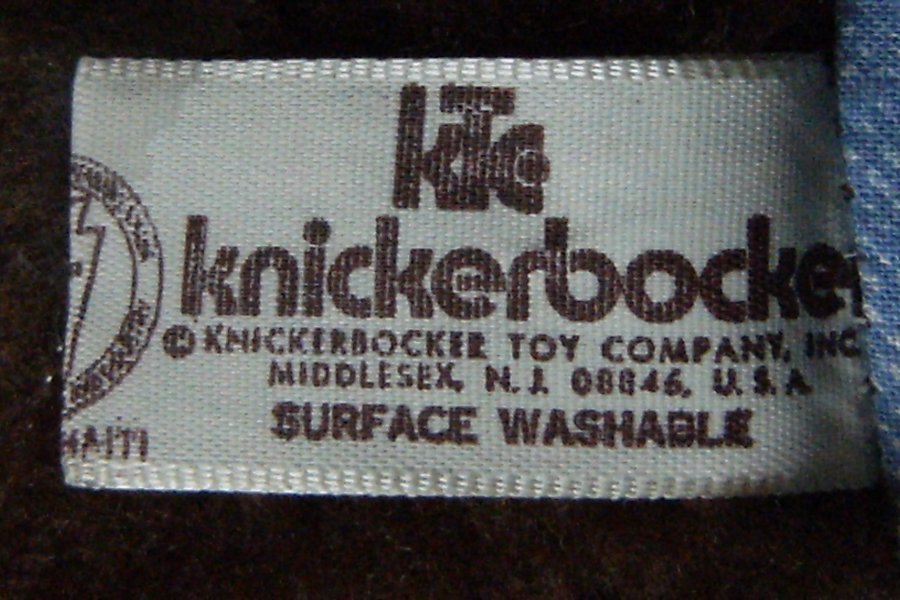 KTC
knickerbocker
© KNICKERBOCKER TOY COMPANY, INC.
MIDDLESEX, N.J. 08846, U.S.A.
SURFACE WASHABLE
HAITI